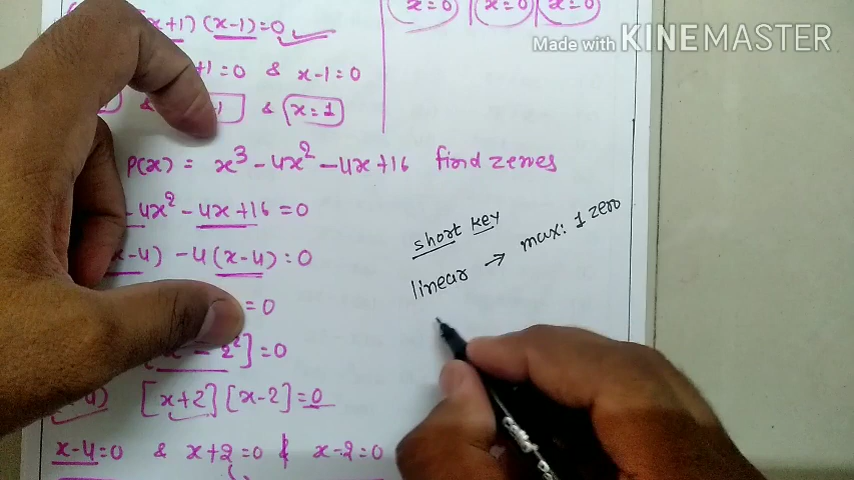 x+1) (x-1)=0
x=0 x=0 x=0
Made with KINEMASTER
+1=0 & x-1=0
& -1 & x=1
P(x) = x³-4x²-4x+16 find zeroes
-4x²-4x+16=0
x-4) -4(x-4)=0
=0
x - 2²]=0
[x+2][x-2]=0
x-4=0 & x+2=0 & x-2=0
short key
linear → max: 1 zero